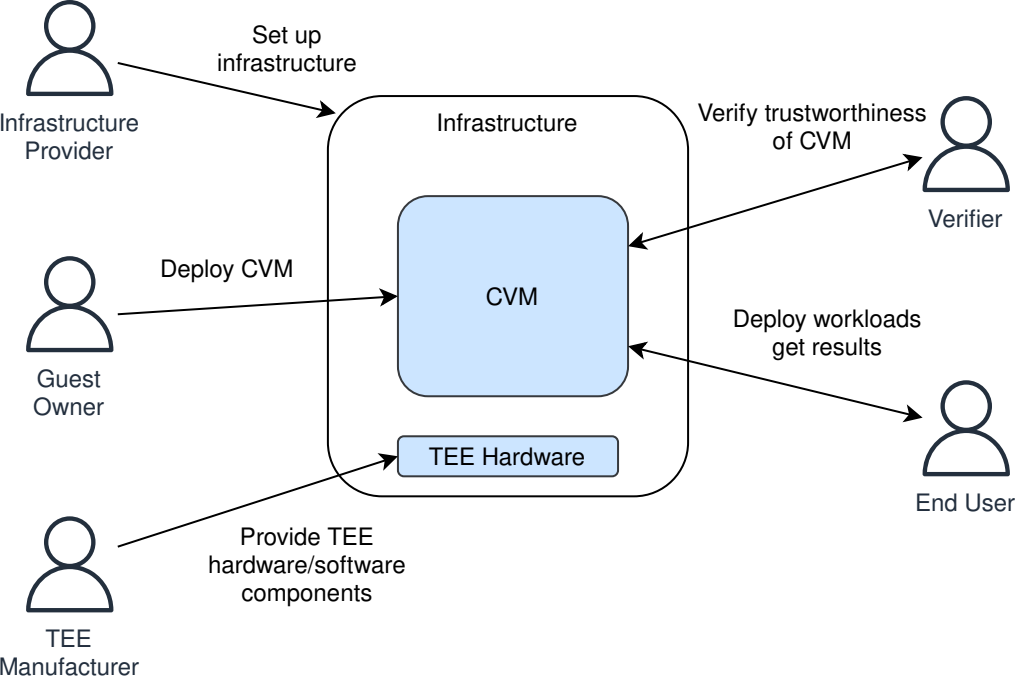 Set up
infrastructure
Infrastructure
Provider
Infrastructure
Verify trustworthiness
of CVM
Verifier
Deploy CVM
CVM
Guest
Owner
Deploy workloads
get results
TEE Hardware
End User
Provide TEE
hardware/software
components
TEE
Manufacturer